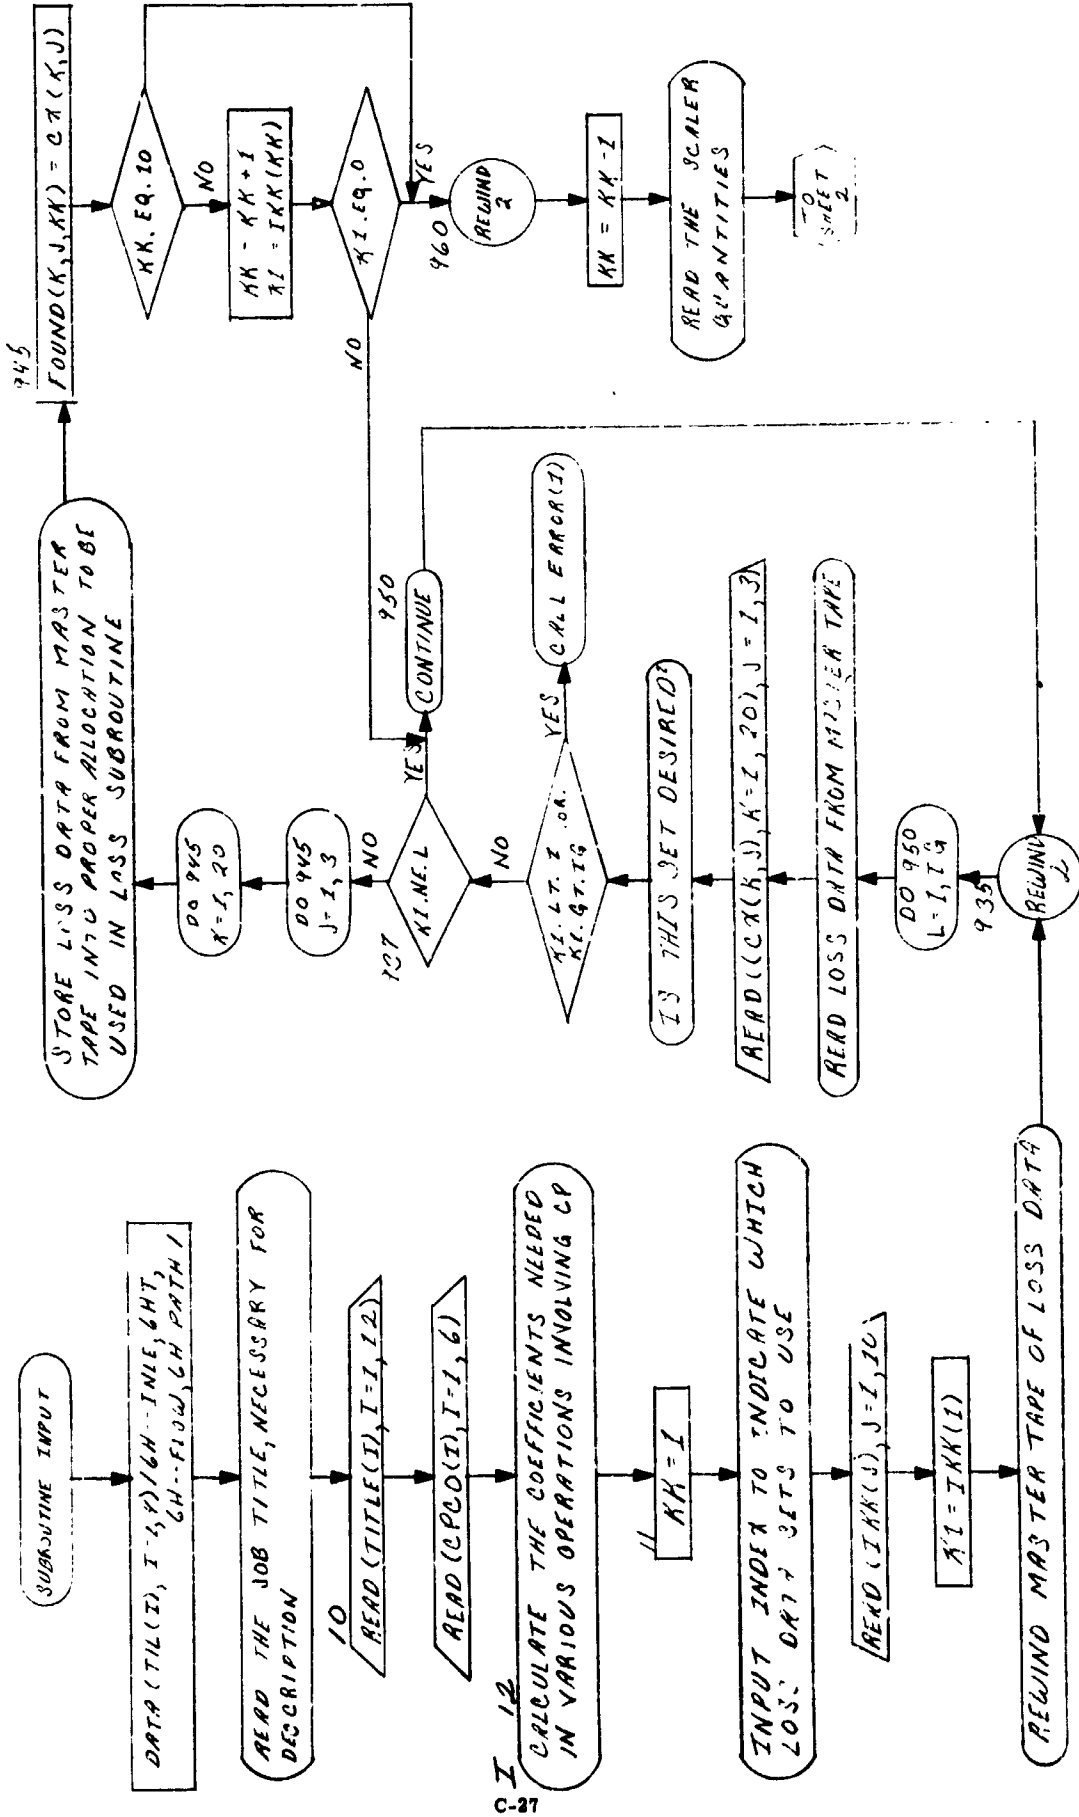 SUBROUTINE INPUT
DATA (TIL(I), I=1,4)/6H--INLE, 6HT,
6H--FLOW, 6H PATH /
READ THE JOB TITLE, NECESSARY FOR
DESCRIPTION
10
READ (TITLE(I), I=1, 12)
READ (CPCO(I), I=1, 6)
I 12
CALCULATE THE COEFFICIENTS NEEDED
IN VARIOUS OPERATIONS INVOLVING CP
11
KK = 1
INPUT INDEX TO INDICATE WHICH
LOSS DATA SETS TO USE
READ (IKK(J), J=1, 10)
K1 = IKK(1)
REWIND MASTER TAPE OF LOSS DATA
REWIND
935
DO 950
L=1, IG
READ LOSS DATA FROM MASTER TAPE
READ (((CX(K,J), K=1, 20), J=1, 3)
IS THIS SET DESIRED?
K1.LT.1 .OR.
K1.GT.IG
YES
CALL ERROR(1)
NO
K1.NE.L
YES
950
CONTINUE
NO
DO 945
J=1, 3
DO 945
K=1, 20
STORE LOSS DATA FROM MASTER
TAPE INTO PROPER ALLOCATION TO BE
USED IN LOSS SUBROUTINE
945
FOUND(K,J,KK) = CX(K,J)
KK.EQ.10
NO
KK - KK+1
K1 = IKK(KK)
K1.EQ.0
NO
YES
960
REWIND
2
KK = KK-1
READ THE SCALER
QUANTITIES
TO
SHEET
2
C-27